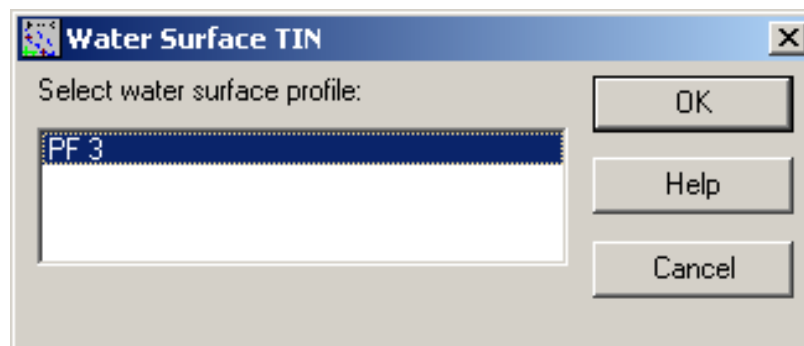 Water Surface TIN
Select water surface profile:
PF 3
OK
Help
Cancel